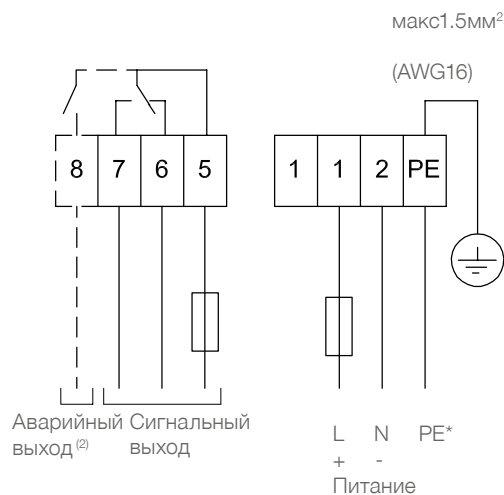 макс1.5мм²
(AWG16)
8 7 6 5 1 1 2 PE
Аварийный Сигнальный
выход (2) выход
L N PE*
+ -
Питание